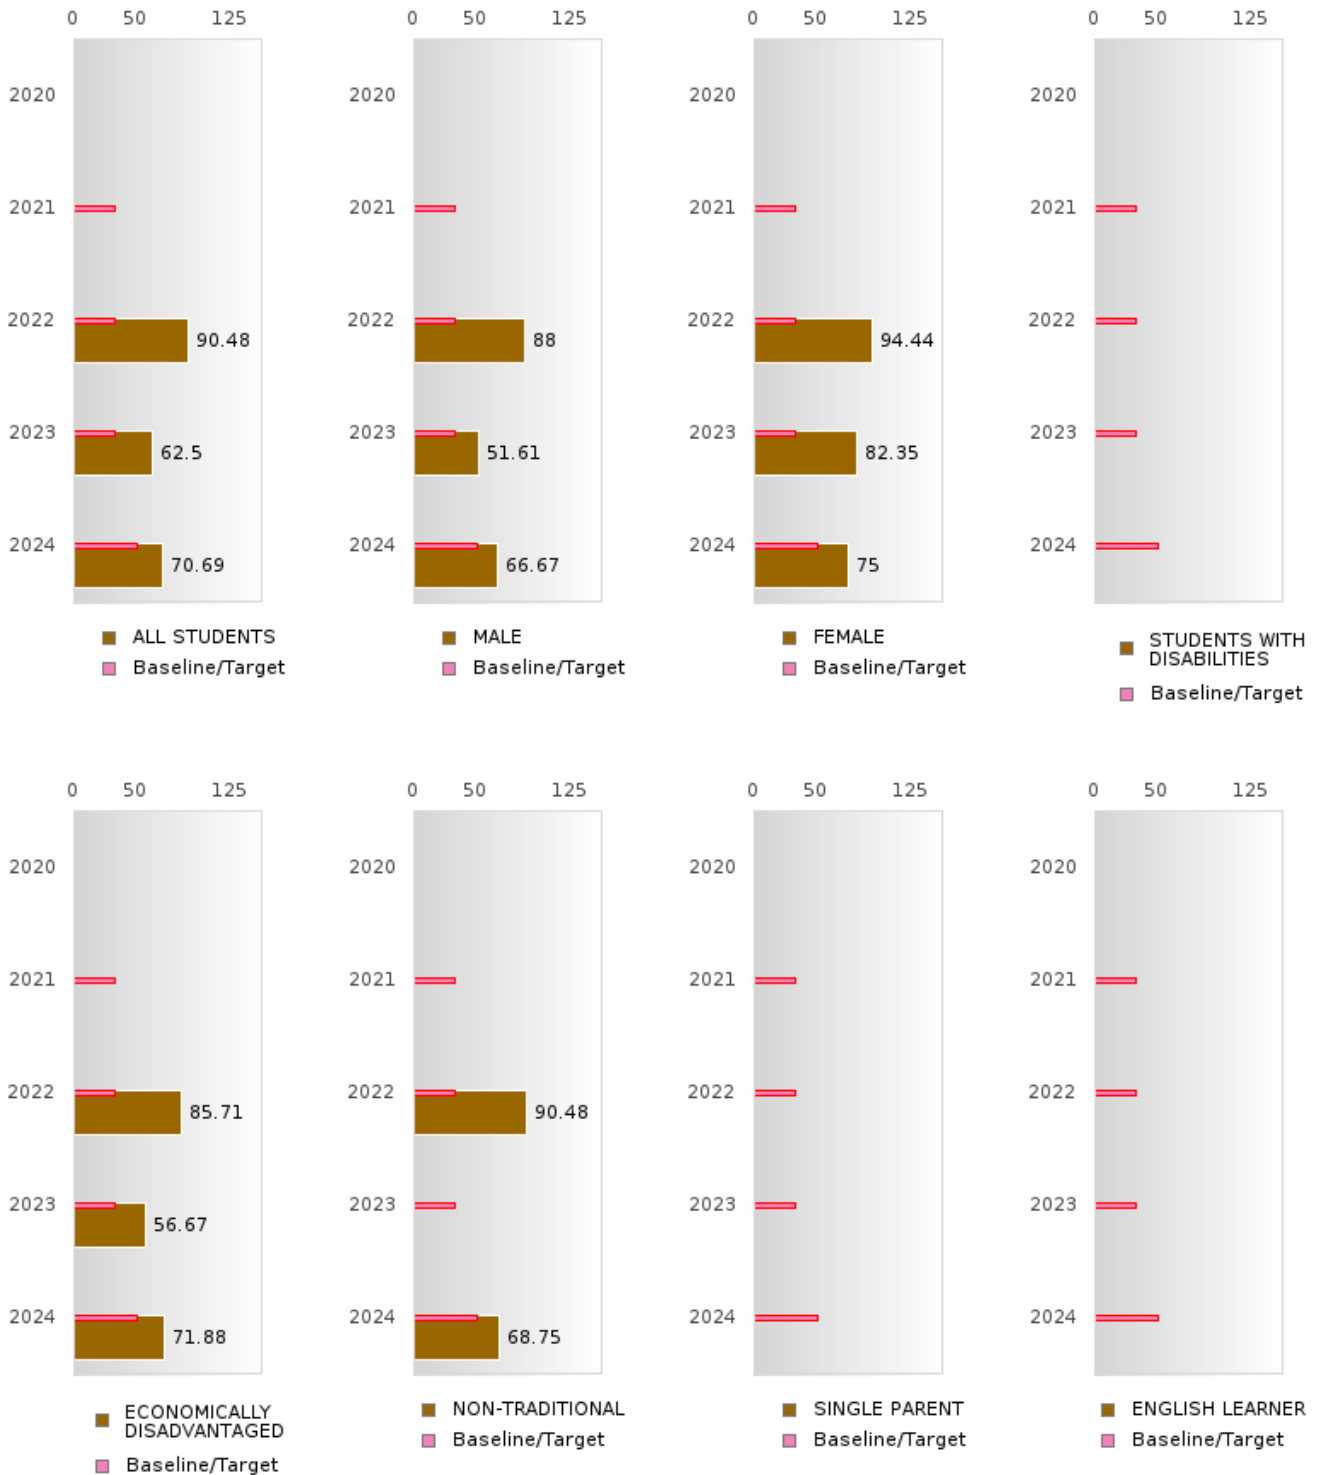 0 50 125 0 50 125 0 50 125 0 50 125
2020 2020 2020 2020
2021 2021 2021 2021
2022 90.48 2022 88 2022 94.44 2022
2023 62.5 2023 51.61 2023 82.35 2023
2024 70.69 2024 66.67 2024 75 2024
ALL STUDENTS MALE FEMALE STUDENTS WITH
DISABILITIES
Baseline/Target Baseline/Target Baseline/Target Baseline/Target
0 50 125 0 50 125 0 50 125 0 50 125
2020 2020 2020 2020
2021 2021 2021 2021
2022 85.71 2022 90.48 2022 2022
2023 56.67 2023 2023 2023
2024 71.88 2024 68.75 2024 2024
ECONOMICALLY NON-TRADITIONAL SINGLE PARENT ENGLISH LEARNER
DISADVANTAGED
Baseline/Target Baseline/Target Baseline/Target Baseline/Target